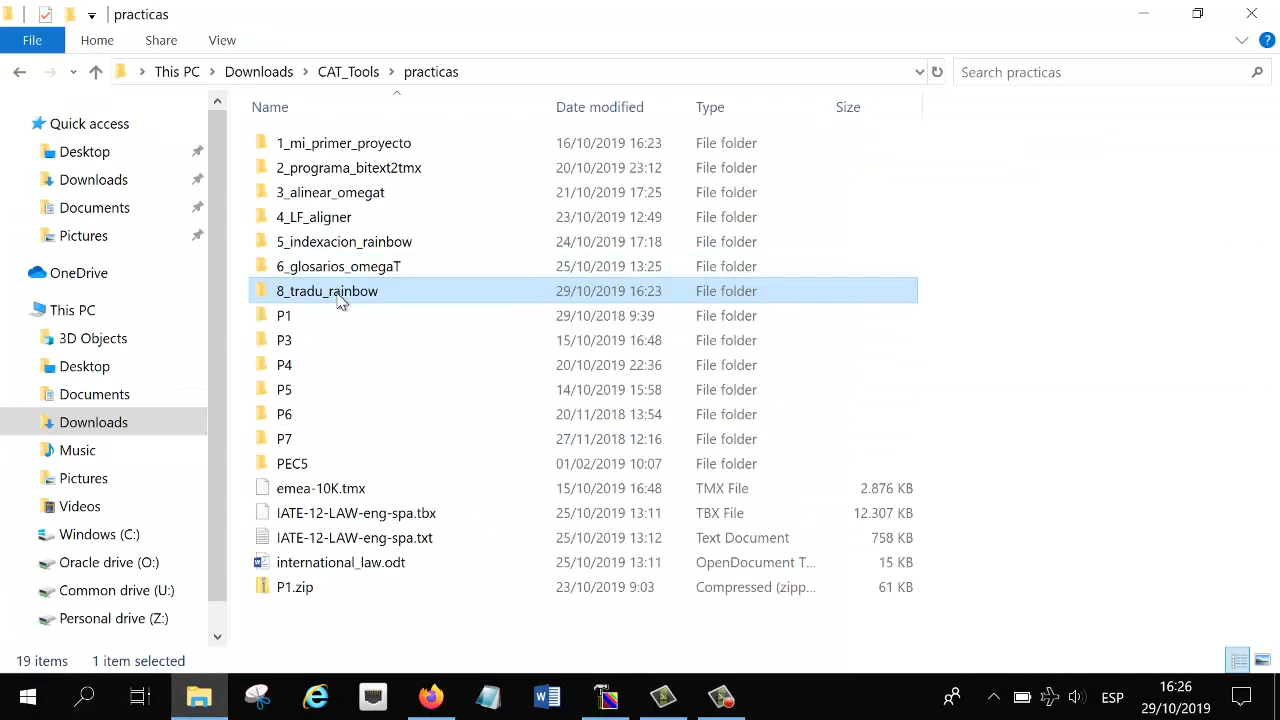 practicas
File Home Share View
This PC Downloads CAT_Tools practicas Search practicas
Name Date modified Type Size
Quick access
Desktop
Downloads
Documents
Pictures
OneDrive
This PC
3D Objects
Desktop
Documents
Downloads
Music
Pictures
Videos
Windows (C:)
Oracle drive (O:)
Common drive (U:)
Personal drive (Z:)
1_mi_primer_proyecto 16/10/2019 16:23 File folder
2_programa_bitext2tmx 20/10/2019 23:12 File folder
3_alinear_omegat 21/10/2019 17:25 File folder
4_LF_aligner 23/10/2019 12:49 File folder
5_indexacion_rainbow 24/10/2019 17:18 File folder
6_glosarios_omegaT 25/10/2019 13:25 File folder
8_tradu_rainbow 29/10/2019 16:23 File folder
P1 29/10/2018 9:39 File folder
P3 15/10/2019 16:48 File folder
P4 20/10/2019 22:36 File folder
P5 14/10/2019 15:58 File folder
P6 20/11/2018 13:54 File folder
P7 27/11/2018 12:16 File folder
PEC5 01/02/2019 10:07 File folder
emea-10K.tmx 15/10/2019 16:48 TMX File 2.876 KB
IATE-12-LAW-eng-spa.tbx 25/10/2019 13:11 TBX File 12.307 KB
IATE-12-LAW-eng-spa.txt 25/10/2019 13:12 Text Document 758 KB
international_law.odt 25/10/2019 13:11 OpenDocument T... 15 KB
P1.zip 23/10/2019 9:03 Compressed (zipp... 61 KB
19 items 1 item selected
ESP
16:26
29/10/2019